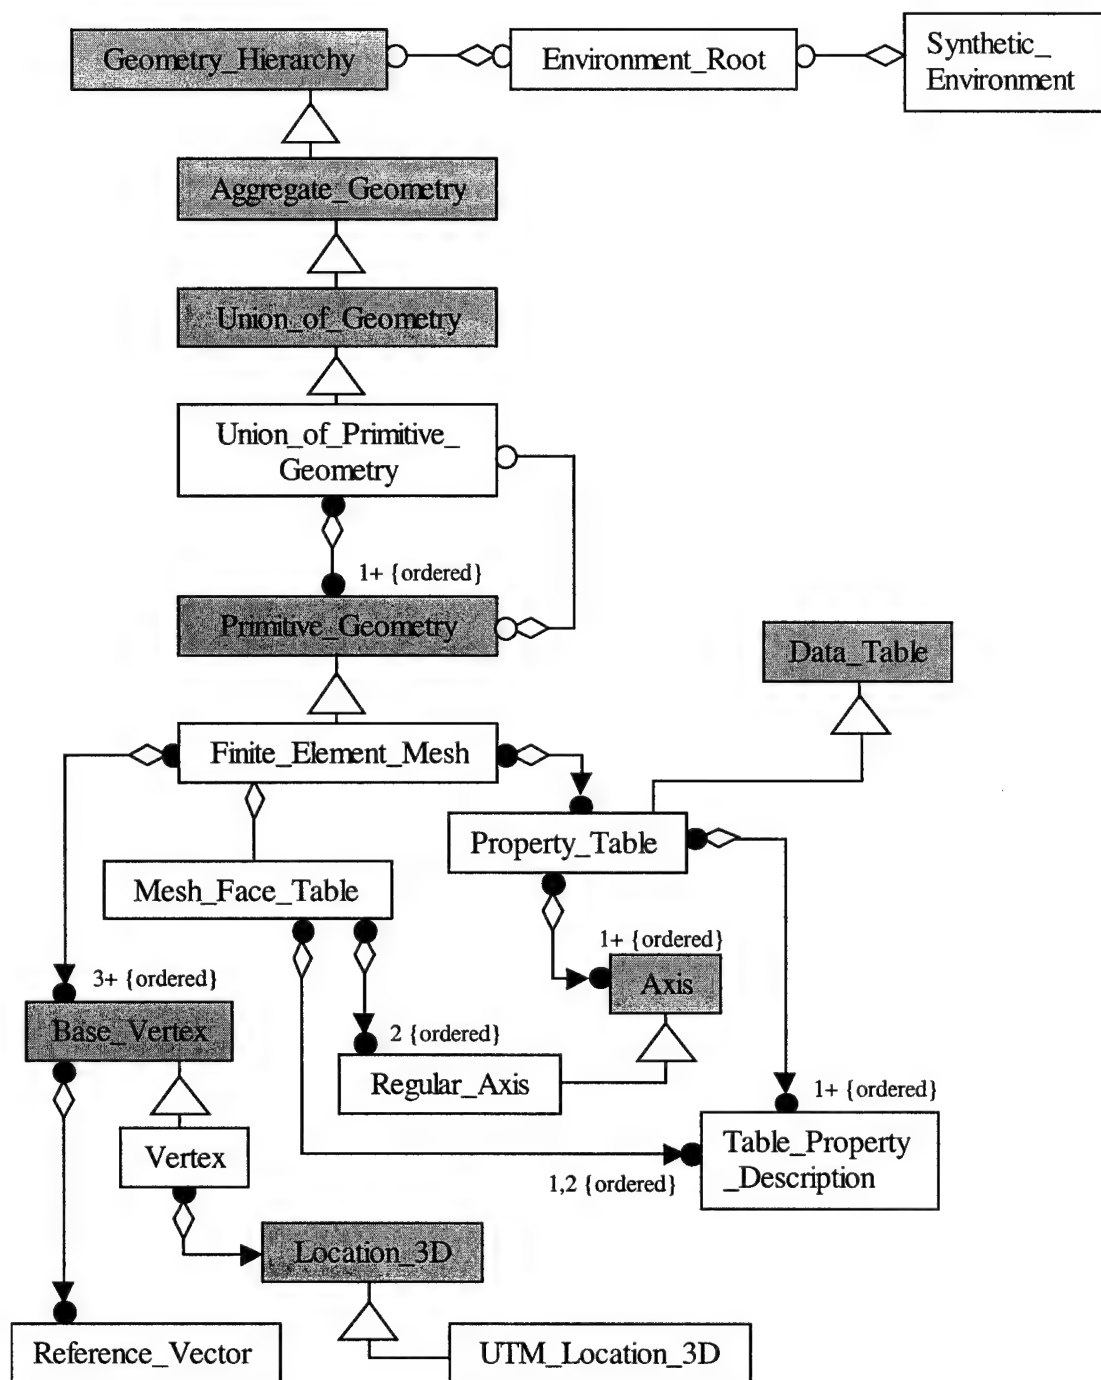 Geometry_Hierarchy
Environment_Root
Synthetic_
Environment
Aggregate_Geometry
Union_of_Geometry
Union_of_Primitive_
Geometry
1+ {ordered}
Primitive_Geometry
Data_Table
Finite_Element_Mesh
Property_Table
Mesh_Face_Table
1+ {ordered}
Axis
3+ {ordered}
Base_Vertex
2 {ordered}
Regular_Axis
1+ {ordered}
Table_Property
_Description
Vertex
1,2 {ordered}
Location_3D
Reference_Vector
UTM_Location_3D